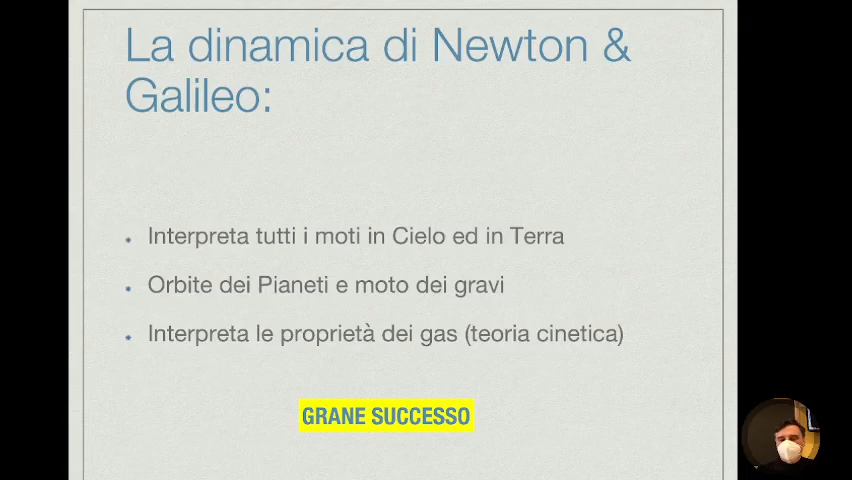 La dinamica di Newton &
Galileo:
Interpreta tutti i moti in Cielo ed in Terra
Orbite dei Pianeti e moto dei gravi
Interpreta le proprietà dei gas (teoria cinetica)
GRANE SUCCESSO